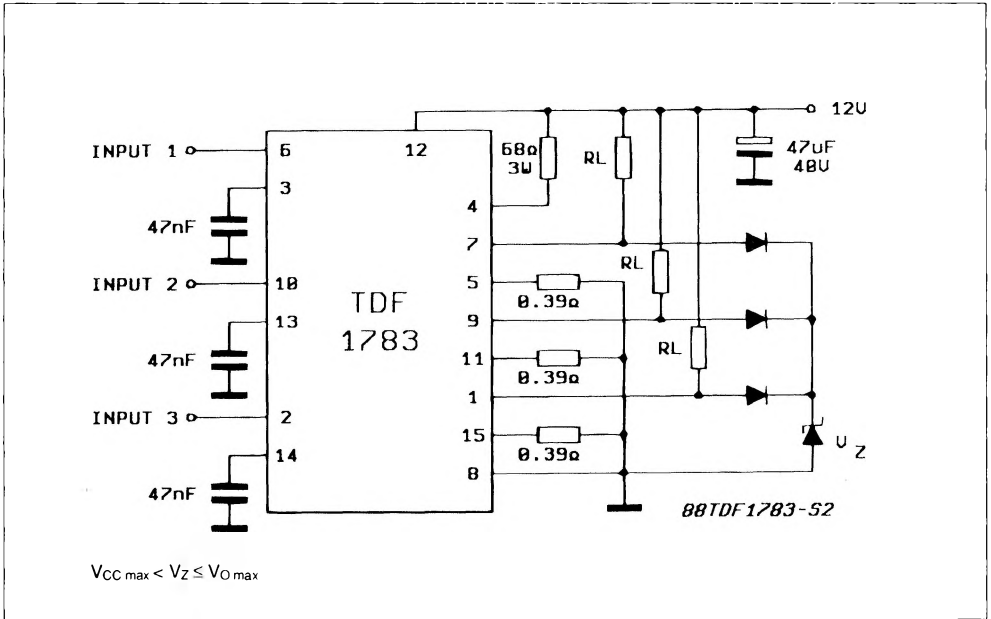 12V
INPUT 1
6
12
68Ω
3W
RL
47uF
40V
3
4
47nF
7
INPUT 2
10
5
RL
0.39Ω
13
TDF
1783
9
RL
47nF
11
0.39Ω
1
INPUT 3
2
15
0.39Ω
VZ
14
8
47nF
88TDF1783-S2
VCC max < VZ ≤ VO max